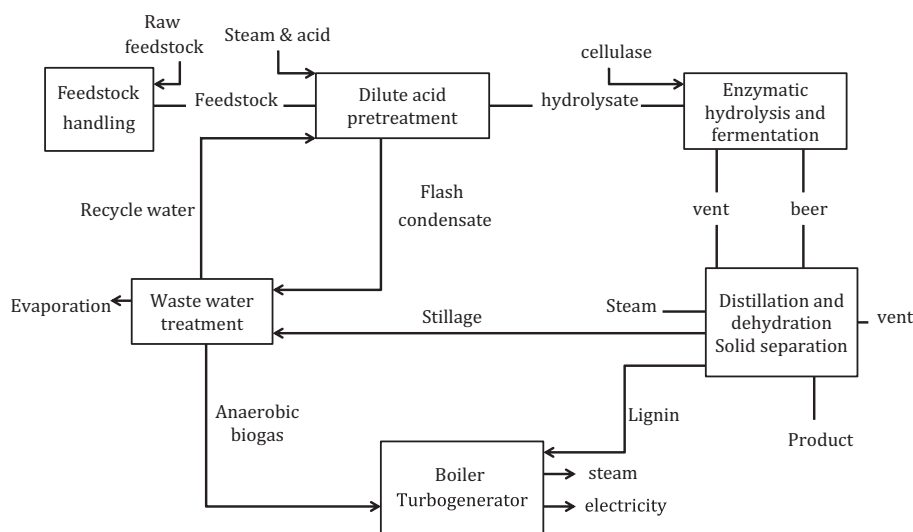 Raw
feedstock
Steam & acid
cellulase
Feedstock
handling
Feedstock
Dilute acid
pretreatment
hydrolysate
Enzymatic
hydrolysis and
fermentation
Recycle water
Flash
condensate
vent
beer
Evaporation
Waste water
treatment
Stillage
Steam
Distillation and
dehydration
Solid separation
vent
Anaerobic
biogas
Lignin
Product
Boiler
Turbogenerator
steam
electricity